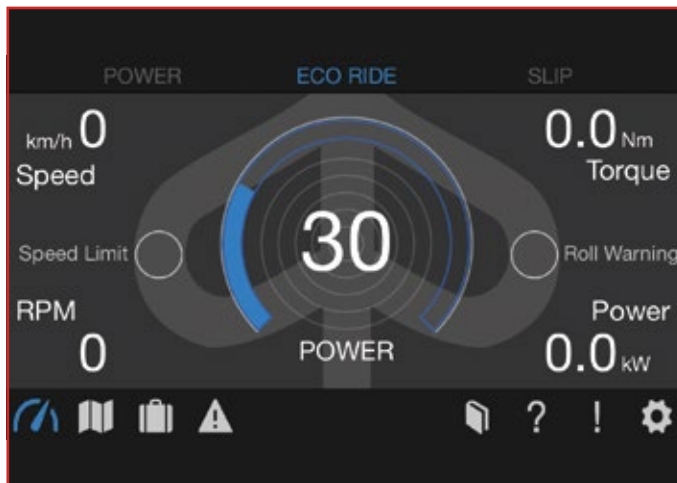 POWER ECO RIDE SLIP
km/h 0
Speed
0.0 Nm
Torque
30
Speed Limit
Roll Warning
RPM
0
POWER
Power
0.0 kW
? !